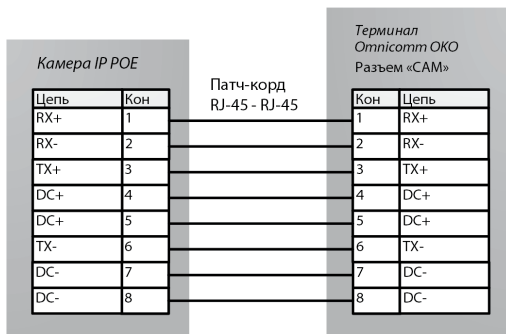 Камера IP POE
Цепь Кон
RX+ 1
RX- 2
TX+ 3
DC+ 4
DC+ 5
TX- 6
DC- 7
DC- 8
Патч-корд
RJ-45 - RJ-45
Терминал
Omnicomm ОКО
Разъем «CAM»
Кон Цепь
1 RX+
2 RX-
3 TX+
4 DC+
5 DC+
6 TX-
7 DC-
8 DC-